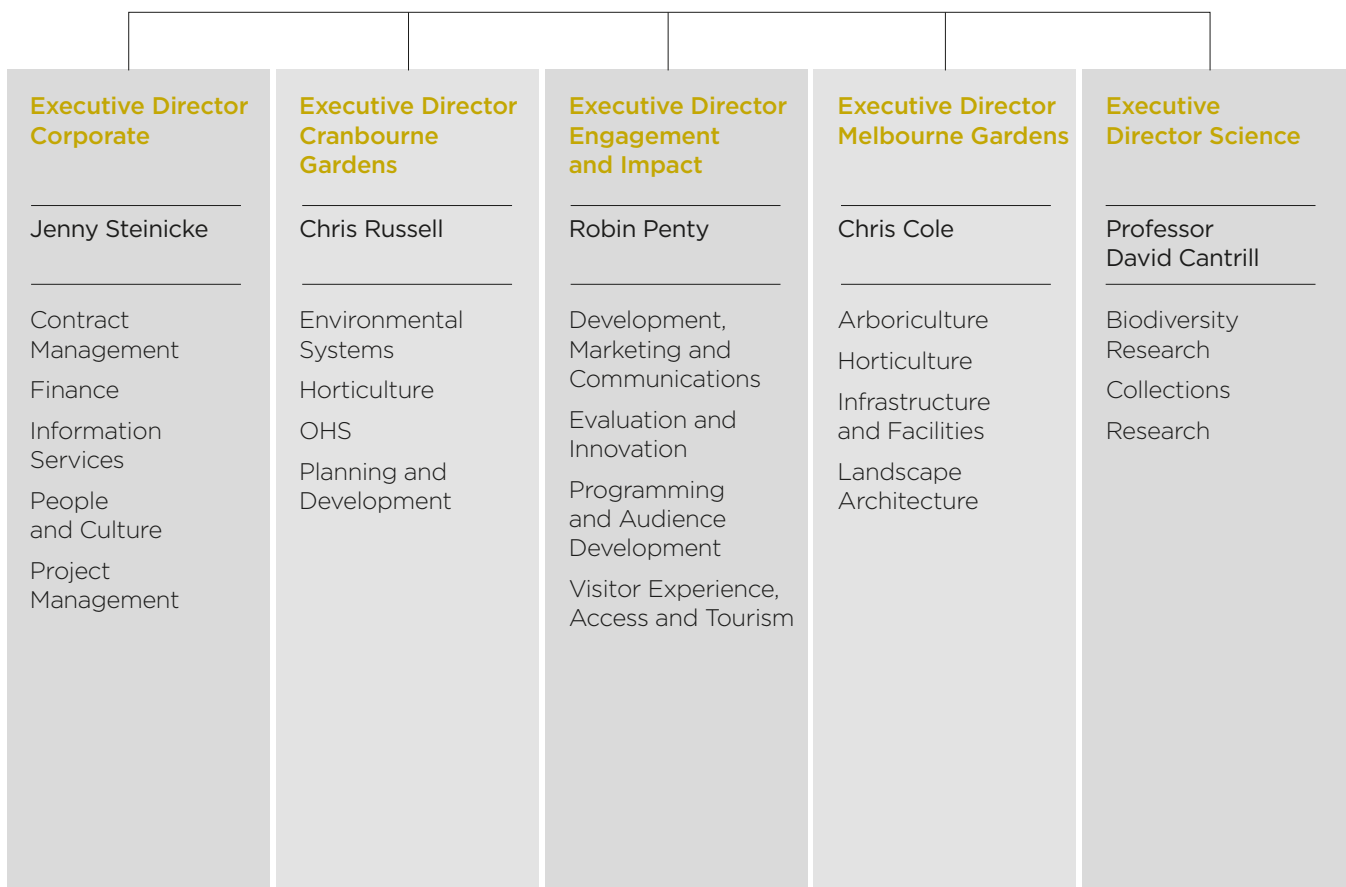 Executive Director
Corporate
Jenny Steinicke
Contract
Management
Finance
Information
Services
People
and Culture
Project
Management
Executive Director
Cranbourne
Gardens
Chris Russell
Environmental
Systems
Horticulture
OHS
Planning and
Development
Executive Director
Engagement
and Impact
Robin Penty
Development,
Marketing and
Communications
Evaluation and
Innovation
Programming
and Audience
Development
Visitor Experience,
Access and Tourism
Executive Director
Melbourne Gardens
Chris Cole
Arboriculture
Horticulture
Infrastructure
and Facilities
Landscape
Architecture
Executive
Director Science
Professor
David Cantrill
Biodiversity
Research
Collections
Research